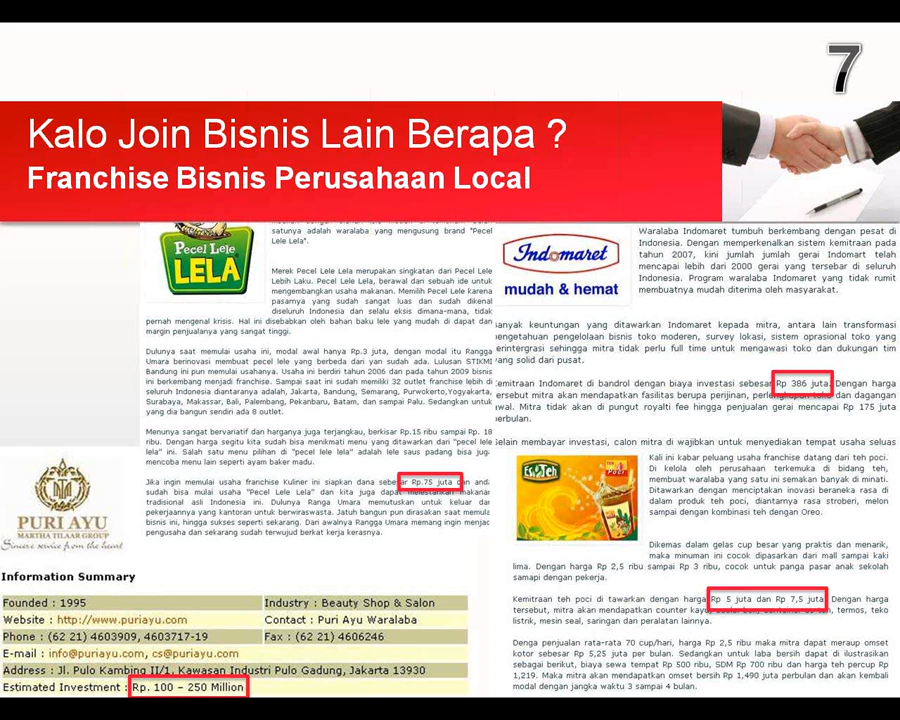 7
Kalo Join Bisnis Lain Berapa ?
Franchise Bisnis Perusahaan Local
Pecel Lele
LELA
satunya adalah waralaba yang mengusung brand "Pecel
Lele Lela".
Merek Pecel Lele Lela merupakan singkatan dari Pecel Lele
Lebih Laku. Pecel Lele Lela, berawal dari sebuah ide untuk
mengembangkan usaha makanan. Memilih Pecel Lele karena
pasarnya yang sudah sangat luas dan sudah dikenal
diseluruh Indonesia dan selalu eksis dimana-mana, tidak
pernah mengenal krisis. Hal ini disebabkan oleh bahan baku lele yang mudah di dapat dan
margin penjualanya yang sangat tinggi.
Dulunya saat memulai usaha ini, modal awal hanya Rp.3 juta, dengan modal itu Rangga
Umara berinovasi membuat pecel lele yang berbeda dari yan sudah ada. Lulusan STIKMI
Bandung ini pun memulai usahanya. Usaha ini berdiri tahun 2006 dan pada tahun 2009 bisnis
ini berkembang menjadi franchise. Sampai saat ini sudah memiliki 32 outlet franchise lebih di
seluruh Indonesia diantaranya adalah, Jakarta, Bandung, Semarang, Purwokerto,Yogyakarta,
Surabaya, Makassar, Bali, Palembang, Pekanbaru, Batam, dan sampai Palu. Sedangkan untuk
yang dia bangun sendiri ada 8 outlet.
Menunya sangat bervariatif dan harganya juga terjangkau, berkisar Rp.15 ribu sampai Rp. 18
ribu. Dengan harga segitu kita sudah bisa menikmati menu yang ditawarkan dari "pecel lele
lela" ini. Salah satu menu pilihan di "pecel lele lela" adalah lele saus padang bisa juga
mencoba menu lain seperti ayam baker madu.
Jika ingin memulai usaha franchise Kuliner ini siapkan dana sebesar Rp.75 juta dan anda
sudah bisa mulai usaha "Pecel Lele Lela" dan kita juga dapat melestarikan makanan
tradisional asli Indonesia ini. Dulunya Rangga Umara memutuskan untuk keluar dari
pekerjaannya yang kantoran untuk berwiraswasta. Jatuh bangun pun dirasakan saat memulai
bisnis ini, hingga sukses seperti sekarang. Dari awalnya Rangga Umara memang ingin menjadi
pengusaha dan sekarang sudah terwujud berkat kerja kerasnya.
PURI AYU
MARTHA TILAAR GROUP
Sincere service from the heart
Information Summary
Founded : 1995 Industry : Beauty Shop & Salon
Website : http://www.puriayu.com Contact : Puri Ayu Waralaba
Phone : (62 21) 4603909, 4603717-19 Fax : (62 21) 4606246
E-mail : info@puriayu.com, cs@puriayu.com
Address : Jl. Pulo Kambing II/1, Kawasan Industri Pulo Gadung, Jakarta 13930
Estimated Investment : Rp. 100 – 250 Million
Indomaret
mudah & hemat
Waralaba Indomaret tumbuh berkembang dengan pesat di
Indonesia. Dengan memperkenalkan sistem kemitraan pada
tahun 2007, kini jumlah jumlah gerai Indomart telah
mencapai lebih dari 2000 gerai yang tersebar di seluruh
Indonesia. Program waralaba Indomaret yang tidak rumit
membuatnya mudah diterima oleh masyarakat.
anyak keuntungan yang ditawarkan Indomaret kepada mitra, antara lain transformasi
engetahuan pengelolaan bisnis toko moderen, survey lokasi, sistem oprasional toko yang
erintergrasi sehingga mitra tidak perlu full time untuk mengawasi toko dan dukungan tim
ang solid dari pusat.
emitraan Indomaret di bandrol dengan biaya investasi sebesar Rp 386 juta. Dengan harga
ersebut mitra akan mendapatkan fasilitas berupa perijinan, perlengkapan toko dan dagangan
wal. Mitra tidak akan di pungut royalti fee hingga penjualan gerai mencapai Rp 175 juta
erbulan.
elain membayar investasi, calon mitra di wajibkan untuk menyediakan tempat usaha seluas
Es Teh
Poci
Kali ini kabar peluang usaha franchise datang dari teh poci.
Di kelola oleh perusahaan terkemuka di bidang teh,
membuat waralaba yang satu ini semakan banyak di minati.
Ditawarkan dengan menciptakan inovasi beraneka rasa di
dalam produk teh poci, diantanya rasa stroberi, melon
sampai dengan kombinasi teh dengan Oreo.
Dikemas dalam gelas cup besar yang praktis dan menarik,
maka minuman ini cocok dipasarkan dari mall sampai kaki
lima. Dengan harga Rp 2,5 ribu sampai Rp 3 ribu, cocok untuk panga pasar anak sekolah
samapi dengan pekerja.
Kemitraan teh poci di tawarkan dengan harga Rp 5 juta dan Rp 7,5 juta. Dengan harga
tersebut, mitra akan mendapatkan counter kayu, teh, termos, teko
listrik, mesin seal, saringan dan peralatan lainnya.
Denga penjualan rata-rata 70 cup/hari, harga Rp 2,5 ribu maka mitra dapat meraup omset
kotor sebesar Rp 5,25 juta per bulan. Sedangkan untuk laba bersih dapat di ilustrasikan
sebagai berikut, biaya sewa tempat Rp 500 ribu, SDM Rp 700 ribu dan harga teh percup Rp
1,219. Maka mitra akan mendapatkan omset bersih Rp 1,490 juta perbulan dan akan kembali
modal dengan jangka waktu 3 sampai 4 bulan.